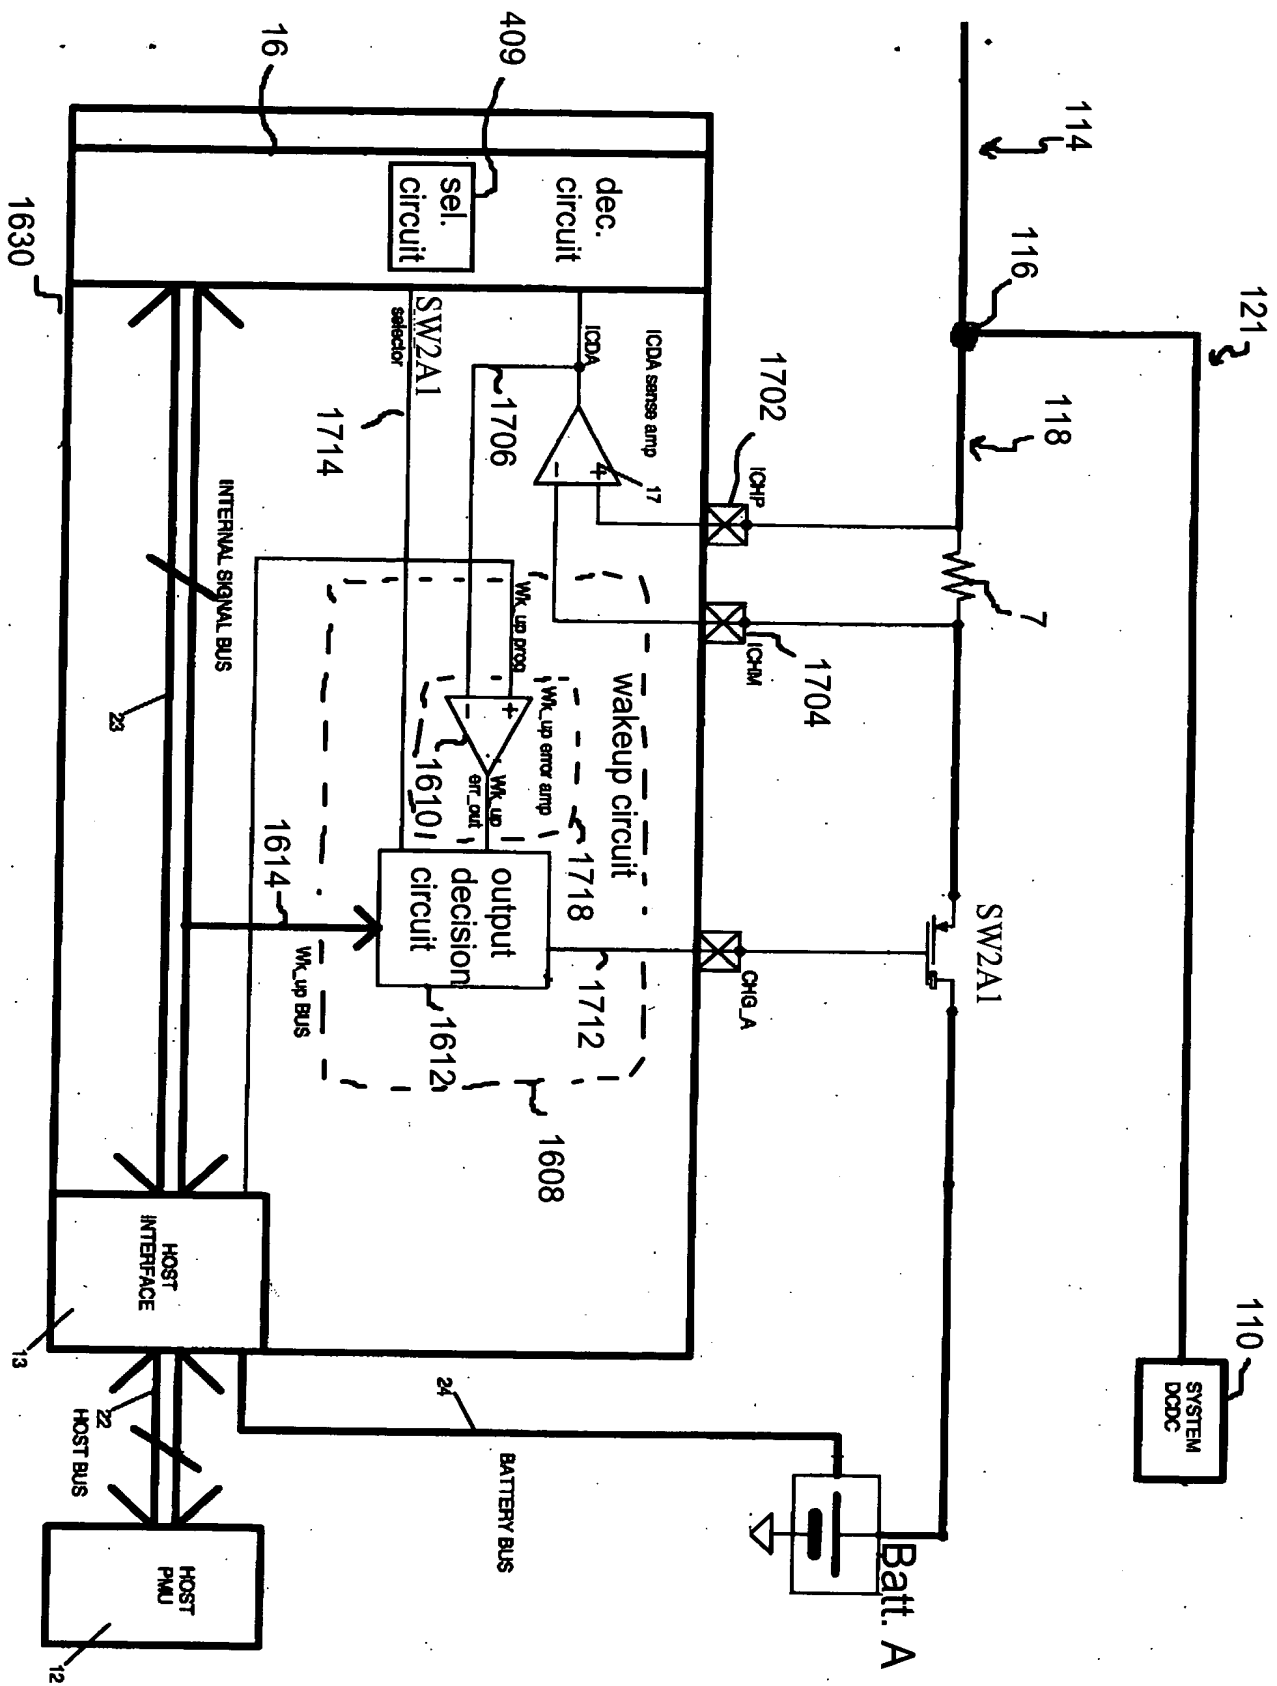 114
116
118
121
7
SW2A1
110
SYSTEM
DCDC
Batt. A
1702
ICHP
1704
ICHM
CHG_A
409
16
1630
dec.
circuit
sel.
circuit
ICDA
ICDA sense amp
17
1706
SW2A1
selector
1714
wakeup circuit
Wk_up prog
Wk_up error amp
1718
1610
Wk_up
err_out
output
decision
circuit
1712
1612
1608
1614
Wk_up BUS
INTERNAL SIGNAL BUS
23
HOST
INTERFACE
13
24
BATTERY BUS
22
HOST BUS
HOST
PMU
12